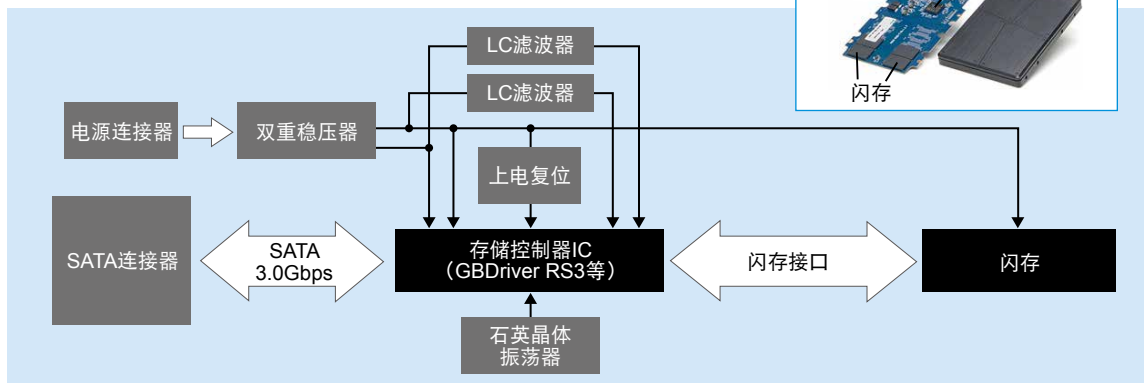 LC滤波器
LC滤波器
闪存
电源连接器
双重稳压器
上电复位
SATA连接器
SATA
3.0Gbps
存储控制器IC
（GBDriver RS3等）
闪存接口
闪存
石英晶体
振荡器